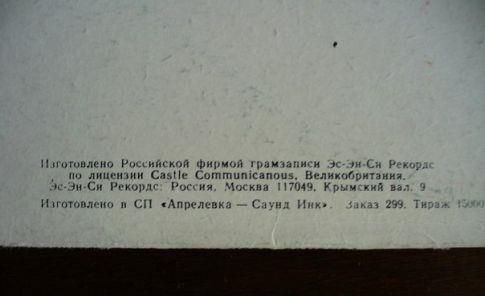 Изготовлено Российской фирмой грамзаписи Эс-Эн-Си Рекордс
по лицензии Castle Communicanous, Великобритания.
Эс-Эн-Си Рекордс: Россия, Москва 117049, Крымский вал, 9
Изготовлено в СП «Апрелевка — Саунд Инк». Заказ 299. Тираж 15000